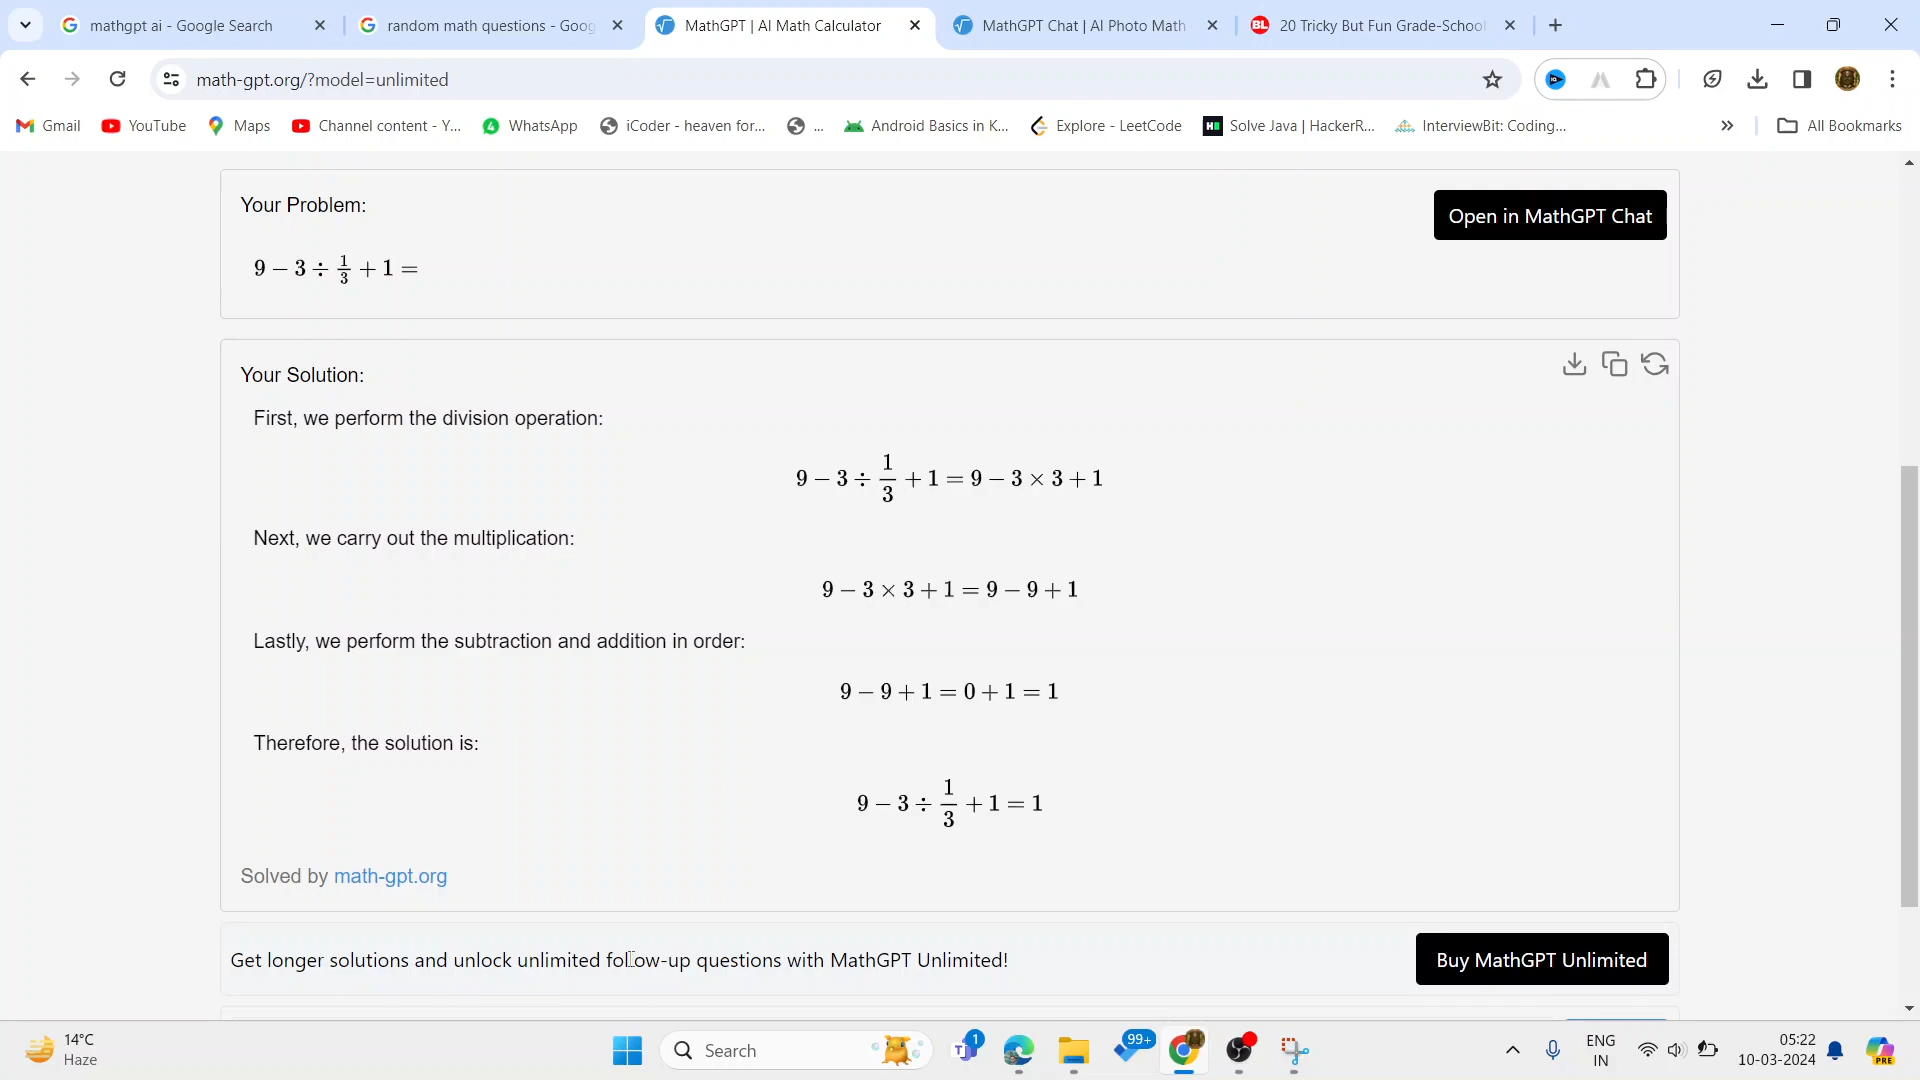 mathgpt ai - Google Search
random math questions - Goog
MathGPT | AI Math Calculator
MathGPT Chat | AI Photo Math
BL 20 Tricky But Fun Grade-School
math-gpt.org/?model=unlimited
Gmail
YouTube
Maps
Channel content - Y...
WhatsApp
iCoder - heaven for...
...
Android Basics in K...
Explore - LeetCode
Solve Java | HackerR...
InterviewBit: Coding...
All Bookmarks
Your Problem:
Open in MathGPT Chat
9 − 3 ÷ 1/3 + 1 =
Your Solution:
First, we perform the division operation:
9 − 3 ÷ 1/3 + 1 = 9 − 3 × 3 + 1
Next, we carry out the multiplication:
9 − 3 × 3 + 1 = 9 − 9 + 1
Lastly, we perform the subtraction and addition in order:
9 − 9 + 1 = 0 + 1 = 1
Therefore, the solution is:
9 − 3 ÷ 1/3 + 1 = 1
Solved by math-gpt.org
Get longer solutions and unlock unlimited follow-up questions with MathGPT Unlimited!
Buy MathGPT Unlimited
14°C
Haze
Search
1
99+
ENG
IN
05:22
10-03-2024
PRE